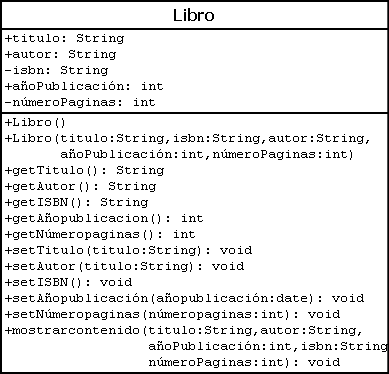 Libro
+titulo: String
+autor: String
-isbn: String
+añoPublicación: int
-númeroPaginas: int
+Libro()
+Libro(titulo:String,isbn:String,autor:String,
añoPublicación:int,númeroPaginas:int)
+getTitulo(): String
+getAutor(): String
+getISBN(): String
+getAñopublicacion(): int
+getNúmeropaginas(): int
+setTitulo(titulo:String): void
+setAutor(titulo:String): void
+setISBN(): void
+setAñopublicación(añopublicación:date): void
+setNúmeropaginas(númeropaginas:int): void
+mostrarcontenido(titulo:String,autor:String,
añoPublicación:int,isbn:String
númeroPaginas:int): void